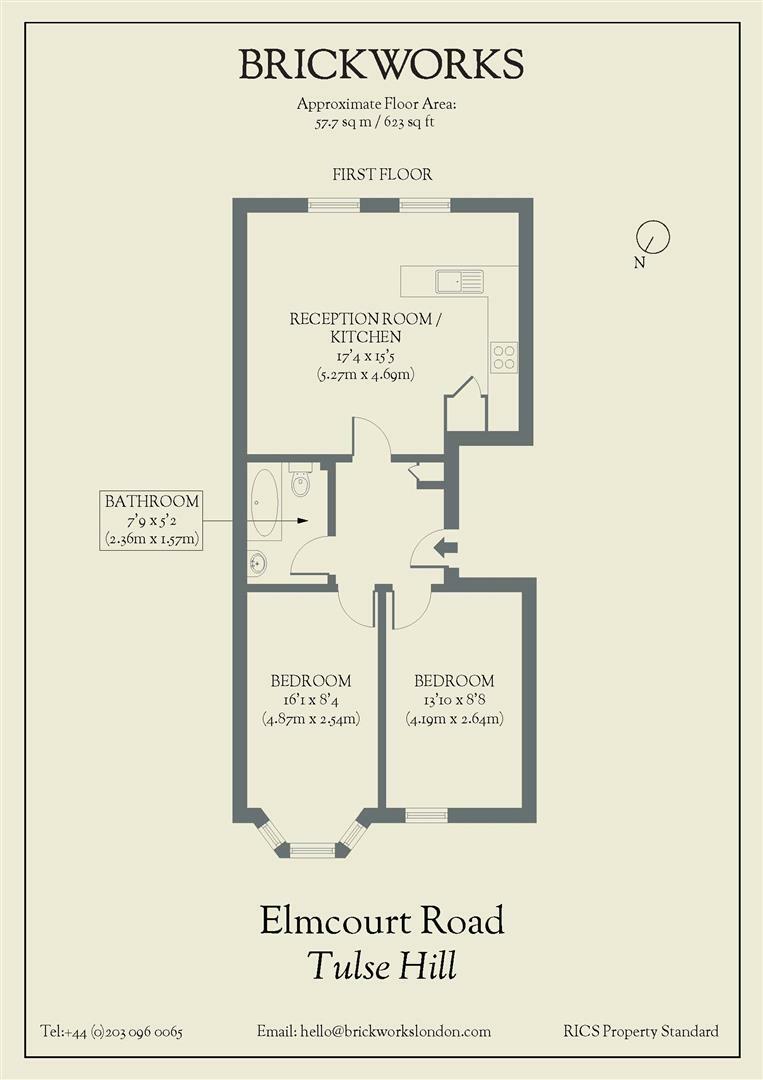 BRICKWORKS
Approximate Floor Area:
57.7 sq m / 623 sq ft
FIRST FLOOR
N
RECEPTION ROOM /
KITCHEN
17'4 x 15'5
(5.27m x 4.69m)
BATHROOM
7'9 x 5'2
(2.36m x 1.57m)
BEDROOM
16'1 x 8'4
(4.87m x 2.54m)
BEDROOM
13'10 x 8'8
(4.19m x 2.64m)
Elmcourt Road
Tulse Hill
Tel:+44 (0)203 096 0065
Email: hello@brickworkslondon.com
RICS Property Standard